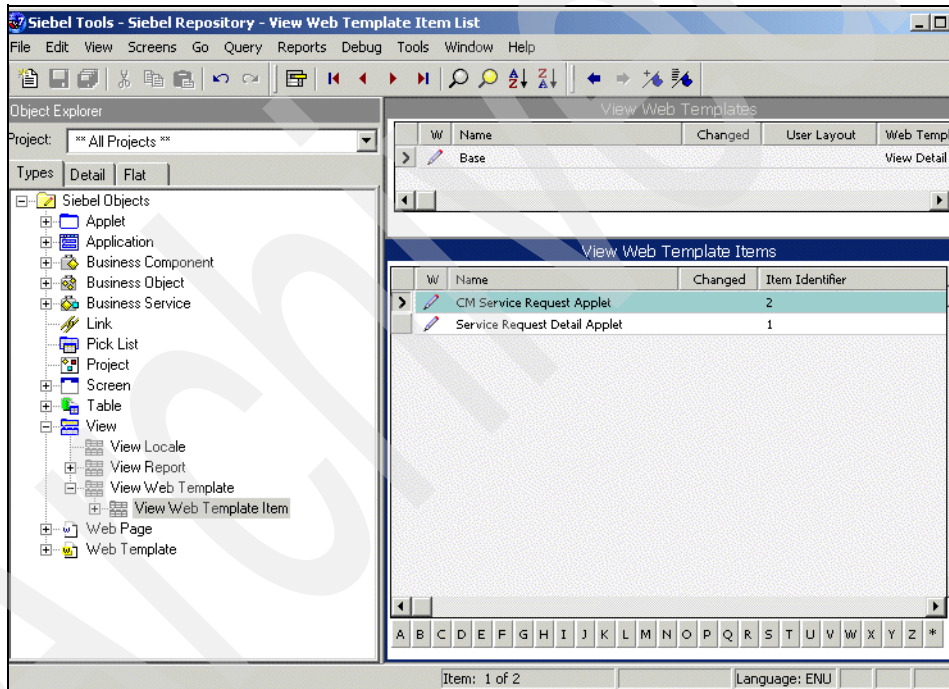 Siebel Tools - Siebel Repository - View Web Template Item List
File Edit View Screens Go Query Reports Debug Tools Window Help
Object Explorer
Project: ** All Projects **
Types Detail Flat
Siebel Objects
Applet
Application
Business Component
Business Object
Business Service
Link
Pick List
Project
Screen
Table
View
View Locale
View Report
View Web Template
View Web Template Item
Web Page
Web Template
View Web Templates
W Name Changed User Layout Web Templ
Base View Detail
View Web Template Items
W Name Changed Item Identifier
CM Service Request Applet 2
Service Request Detail Applet 1
A B C D E F G H I J K L M N O P Q R S T U V W X Y Z *
Item: 1 of 2 Language: ENU